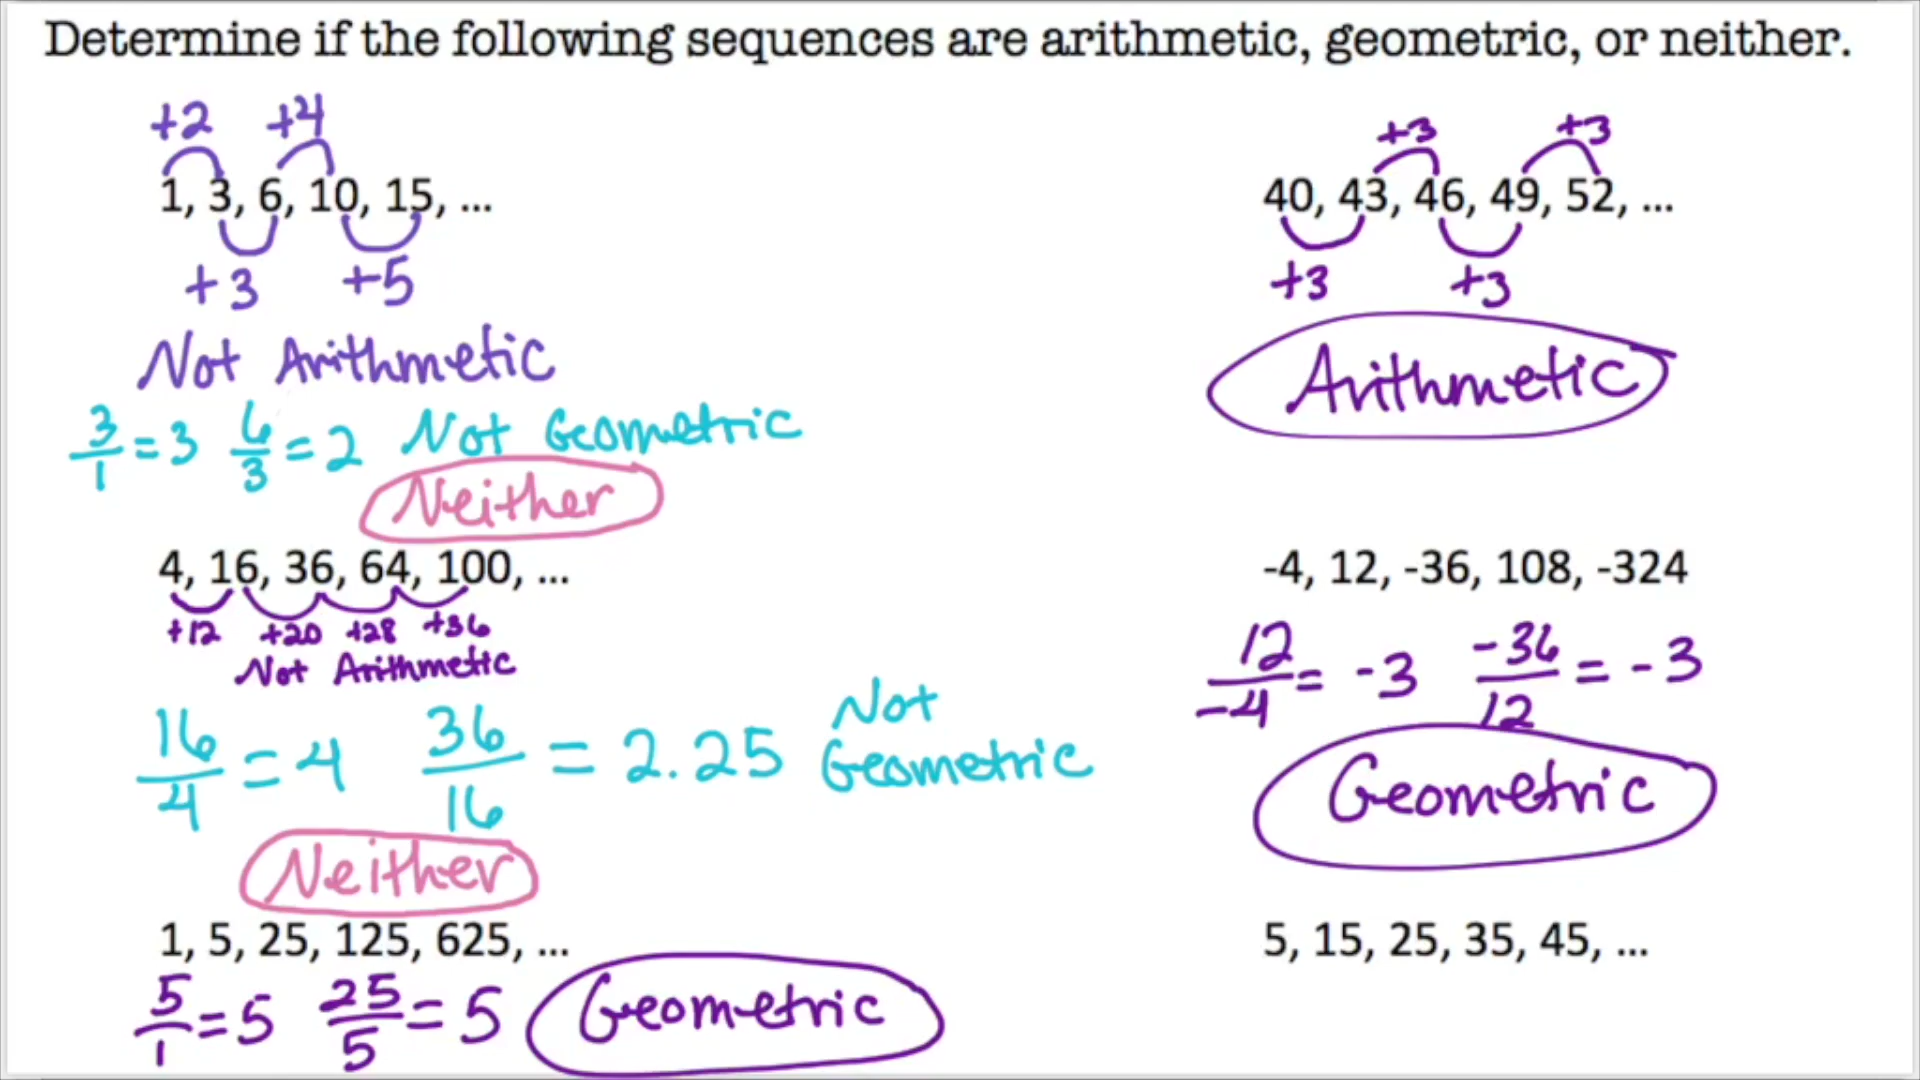 Determine if the following sequences are arithmetic, geometric, or neither.
+2 +4
1, 3, 6, 10, 15, ...
+3 +5
Not Arithmetic
3/1 = 3 6/3 = 2 Not Geometric
Neither
+3 +3
40, 43, 46, 49, 52, ...
+3 +3
Arithmetic
4, 16, 36, 64, 100, ...
+12 +20 +28 +36
Not Arithmetic
16/4 = 4 36/16 = 2.25 Not Geometric
Neither
-4, 12, -36, 108, -324
12/-4 = -3 -36/12 = -3
Geometric
1, 5, 25, 125, 625, ...
5/1 = 5 25/5 = 5 Geometric
5, 15, 25, 35, 45, ...